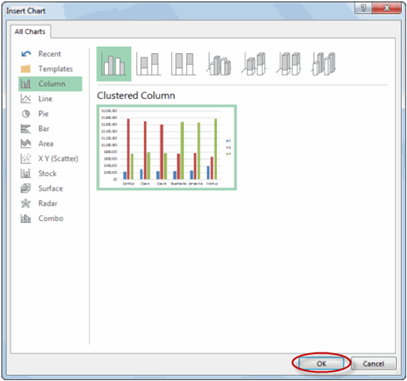 Insert Chart
All Charts
Recent
Templates
Column
Line
Pie
Bar
Area
X Y (Scatter)
Stock
Surface
Radar
Combo
Clustered Column
OK
Cancel